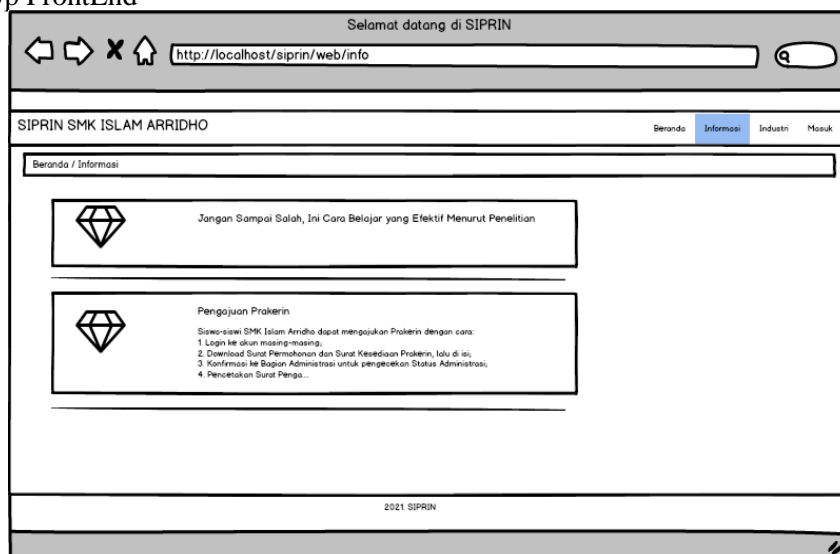 FrontEnd
Selamat datang di SIPRIN
http://localhost/siprin/web/info
SIPRIN SMK ISLAM ARRIDHO
Beranda Informasi Industri Masuk
Beranda / Informasi
Jangan Sampai Salah, Ini Cara Belajar yang Efektif Menurut Penelitian
Pengajuan Prakerin
Siswa-siswi SMK Islam Arridho dapat mengajukan Prakerin dengan cara:
1. Login ke akun masing-masing;
2. Download Surat Permohonan dan Surat Kesediaan Prakerin, lalu di isi;
3. Konfirmasi ke Bagian Administrasi untuk pengecekan Status Administrasi;
4. Pencetakan Surat Penga...
2021 SIPRIN